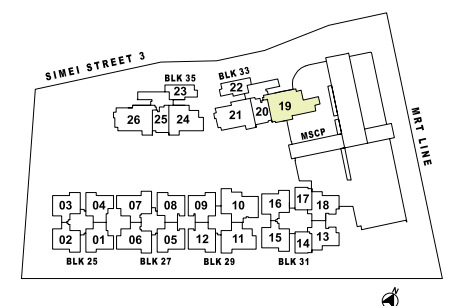 SIMEI STREET 3
BLK 35
BLK 33
23
22
26
25
24
21
20
19
MSCP
MRT LINE
03
04
07
08
09
10
16
17
18
02
01
06
05
12
11
15
14
13
BLK 25
BLK 27
BLK 29
BLK 31
N